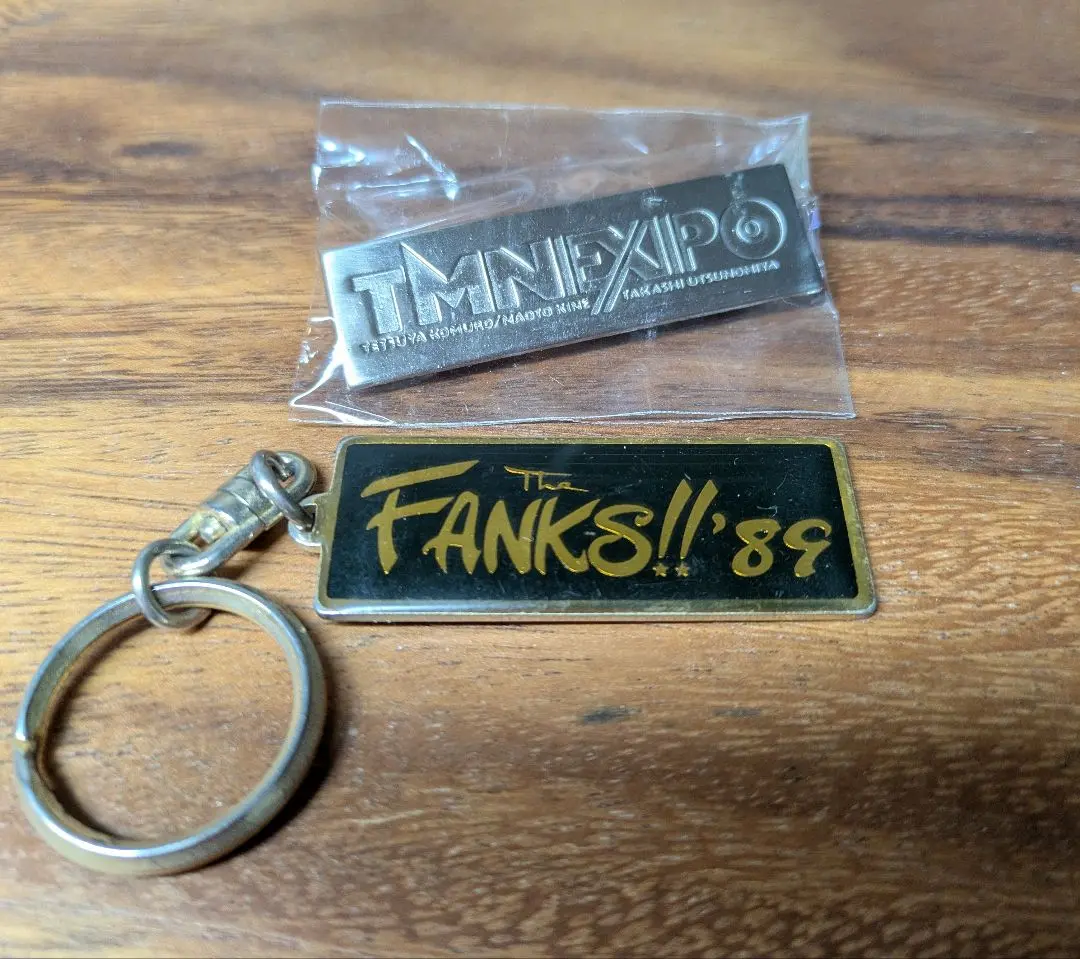 TMN EXPO
TETSUYA KOMURO/NAOTO KINE/TAKASHI UTSUNOMIYA
The
FANKS!!'89